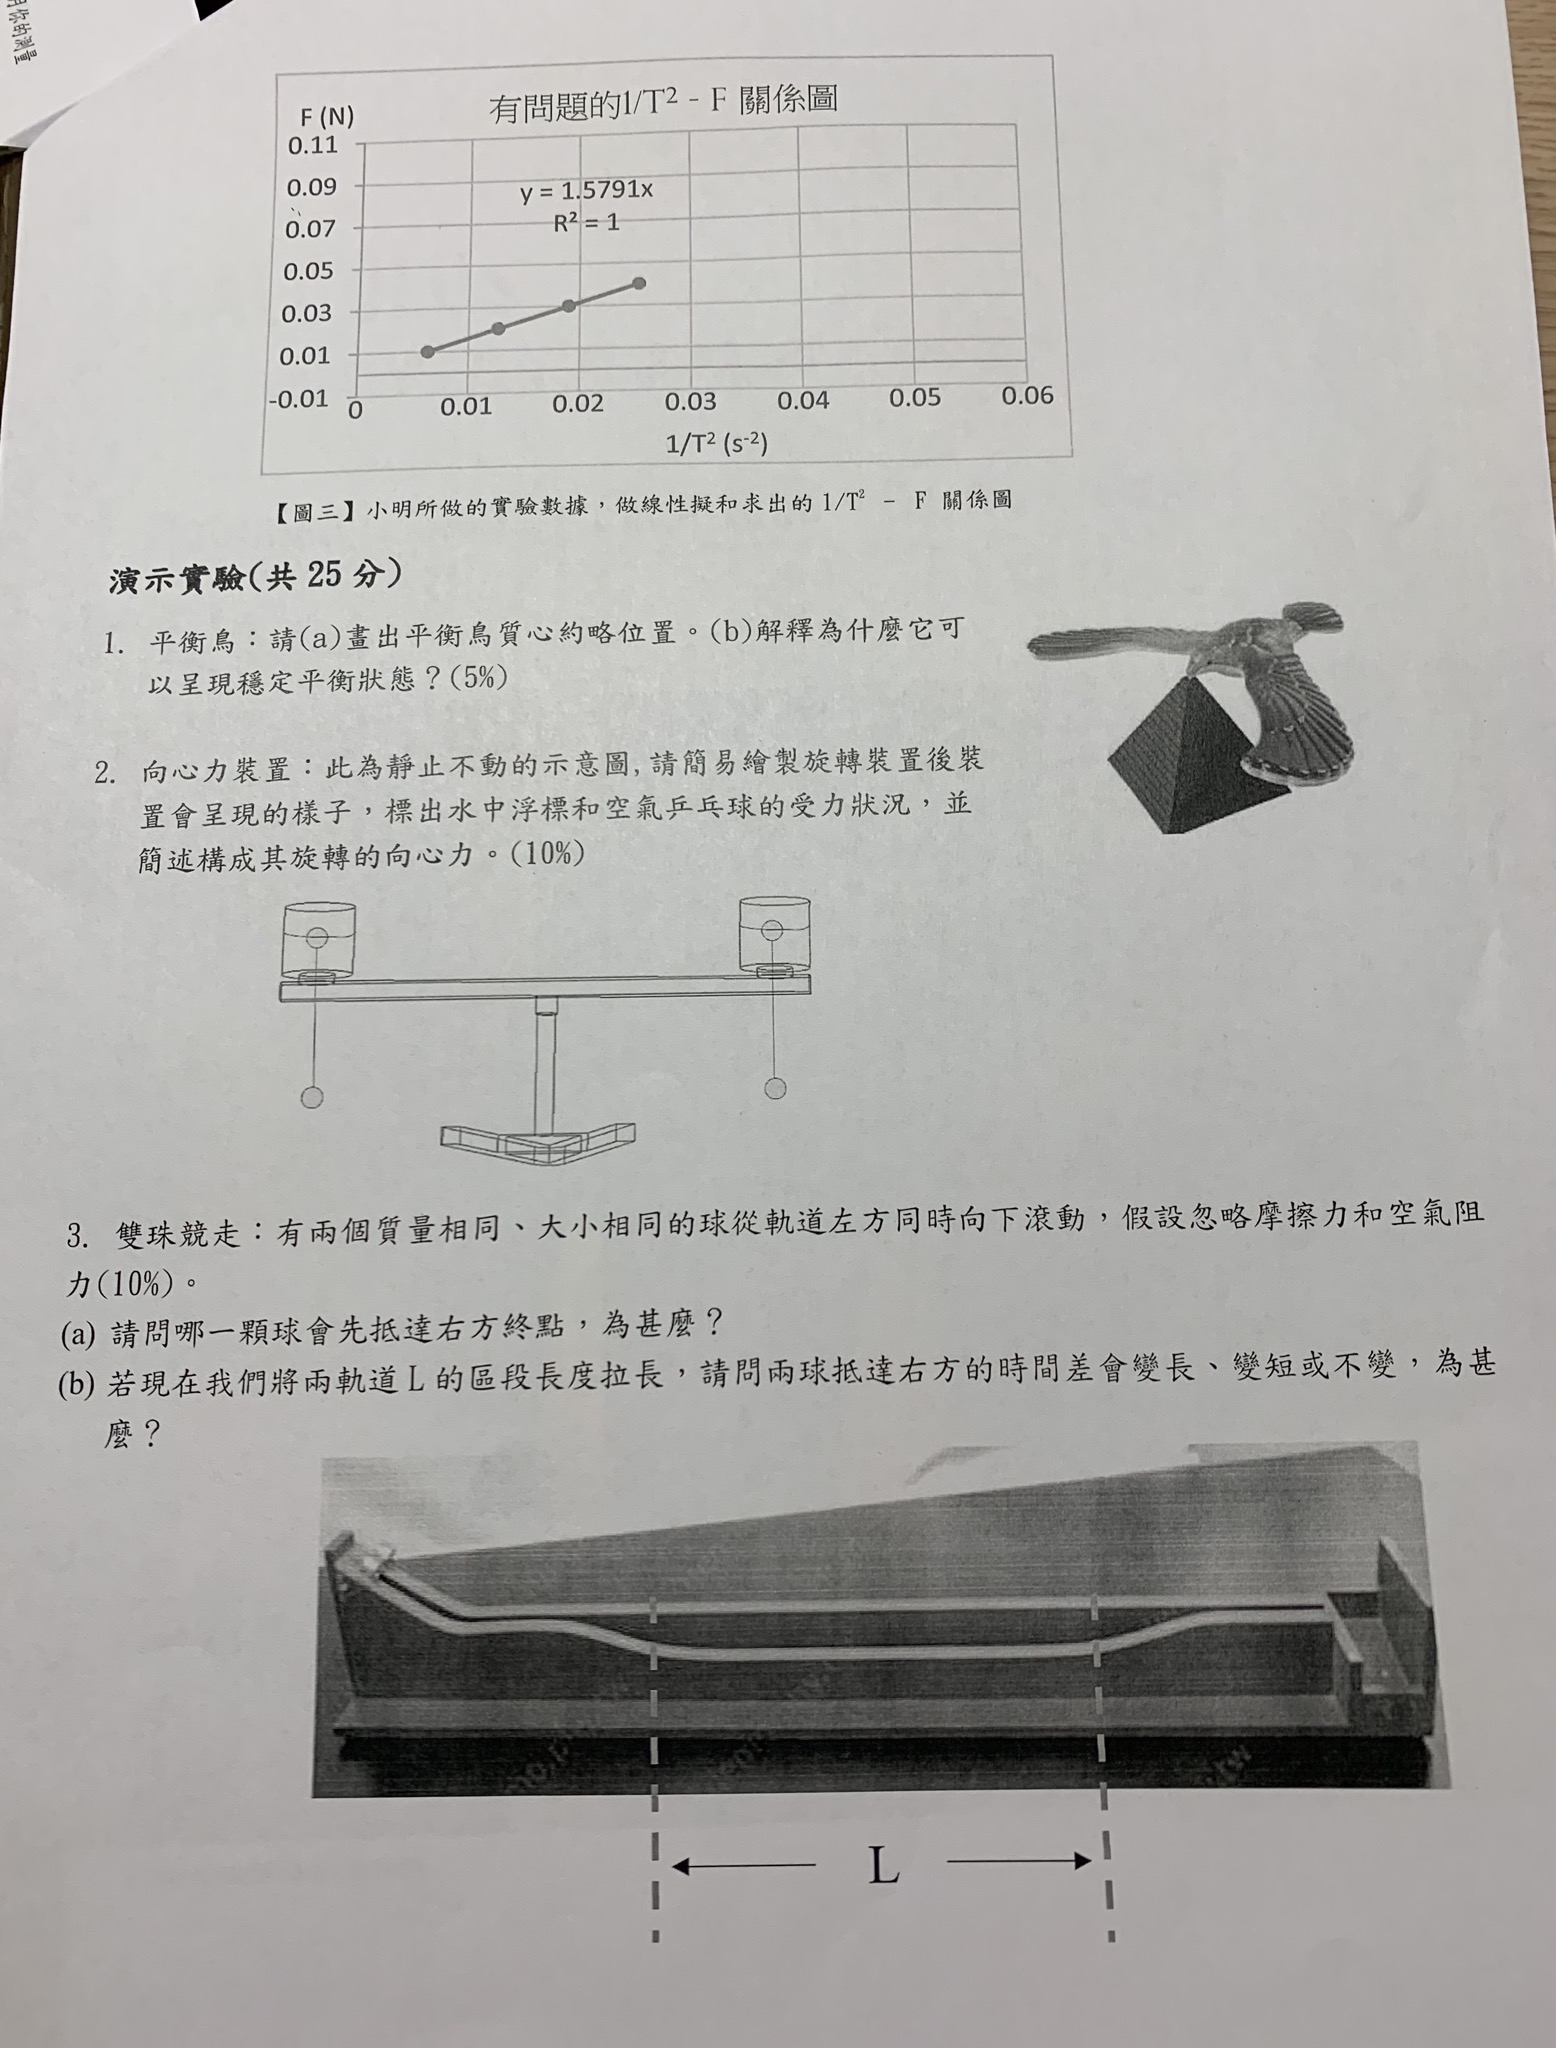 用你的測量
有問題的1/T² - F 關係圖
F (N)
0.11
0.09
0.07
0.05
0.03
0.01
-0.01
y = 1.5791x
R² = 1
0 0.01 0.02 0.03 0.04 0.05 0.06
1/T² (s⁻²)
【圖三】小明所做的實驗數據,做線性擬和求出的 1/T² - F 關係圖
演示實驗(共 25 分)
1. 平衡鳥：請(a)畫出平衡鳥質心約略位置。(b)解釋為什麼它可
以呈現穩定平衡狀態？(5%)
2. 向心力裝置：此為靜止不動的示意圖,請簡易繪製旋轉裝置後裝
置會呈現的樣子，標出水中浮標和空氣乒乓球的受力狀況，並
簡述構成其旋轉的向心力。(10%)
3. 雙珠競走：有兩個質量相同、大小相同的球從軌道左方同時向下滾動，假設忽略摩擦力和空氣阻
力(10%)。
(a) 請問哪一顆球會先抵達右方終點，為甚麼？
(b) 若現在我們將兩軌道 L 的區段長度拉長，請問兩球抵達右方的時間差會變長、變短或不變，為甚
麼？
L